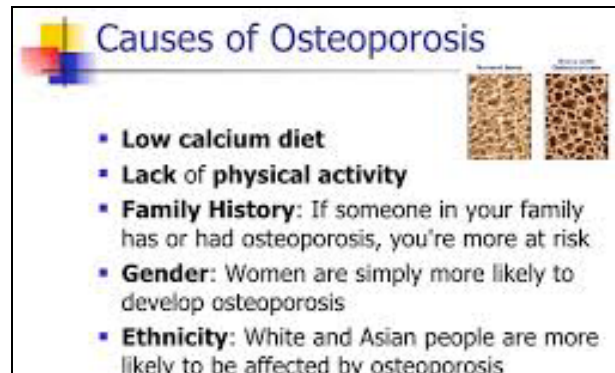 Causes of Osteoporosis
▪ Low calcium diet
▪ Lack of physical activity
▪ Family History: If someone in your family
has or had osteoporosis, you're more at risk
▪ Gender: Women are simply more likely to
develop osteoporosis
▪ Ethnicity: White and Asian people are more
likely to be affected by osteoporosis